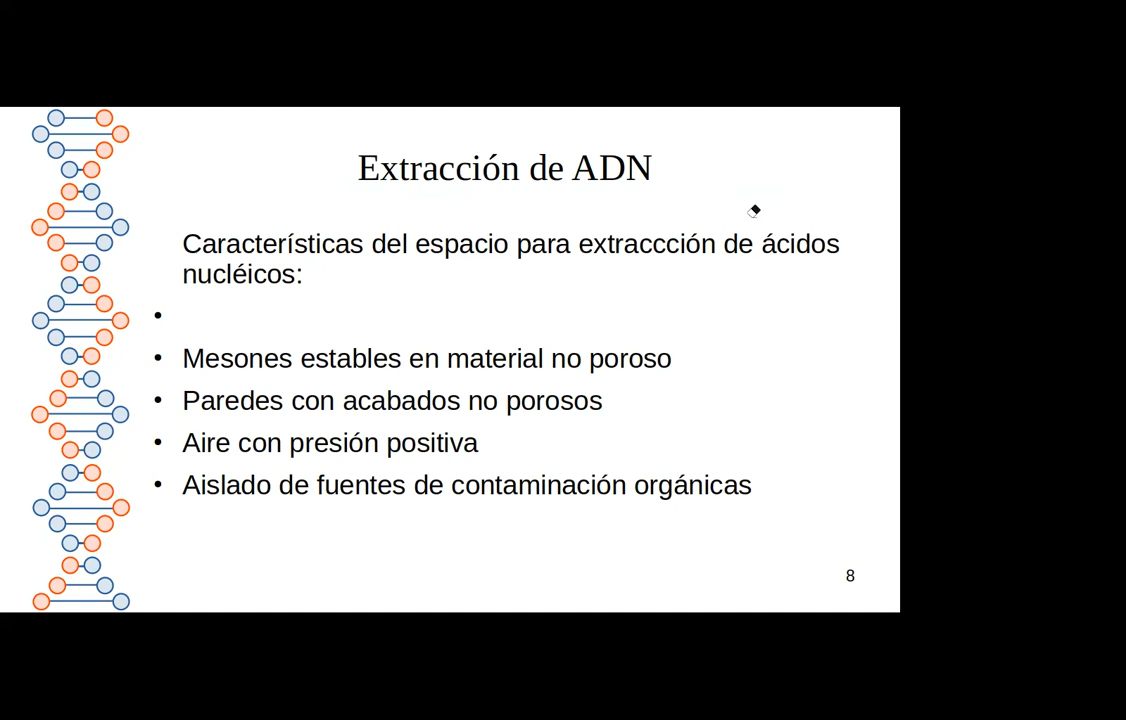 Extracción de ADN
Características del espacio para extraccción de ácidos
nucléicos:
•
• Mesones estables en material no poroso
• Paredes con acabados no porosos
• Aire con presión positiva
• Aislado de fuentes de contaminación orgánicas
8